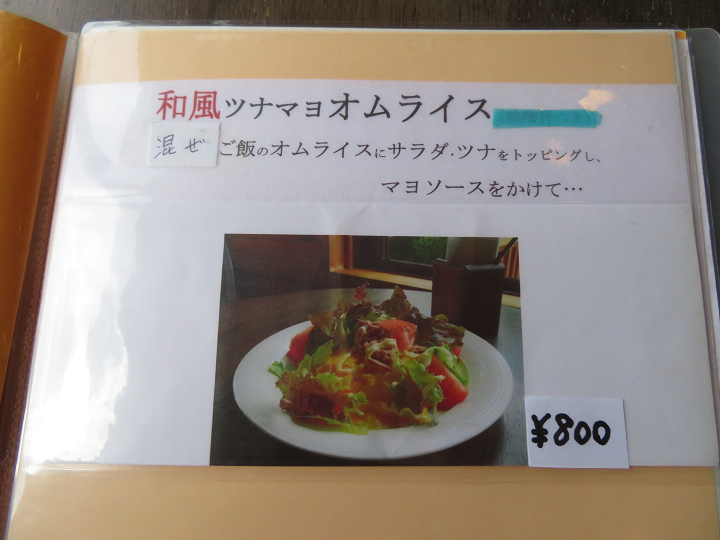 和風ツナマヨオムライス
混ぜご飯のオムライスにサラダ・ツナをトッピングし、
マヨソースをかけて…
¥800